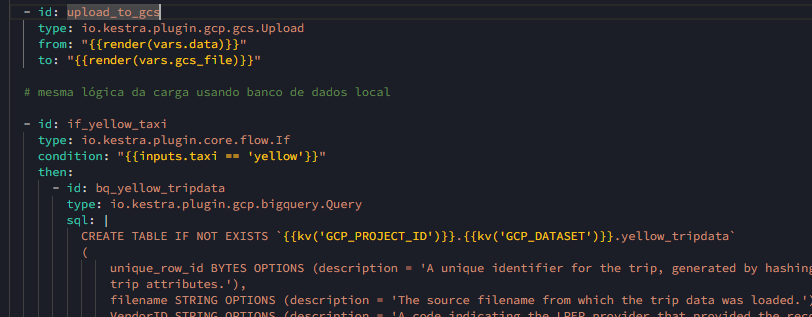 - id: upload_to_gcs
type: io.kestra.plugin.gcp.gcs.Upload
from: "{{render(vars.data)}}"
to: "{{render(vars.gcs_file)}}"
# mesma lógica da carga usando banco de dados local
- id: if_yellow_taxi
type: io.kestra.plugin.core.flow.If
condition: "{{inputs.taxi == 'yellow'}}"
then:
- id: bq_yellow_tripdata
type: io.kestra.plugin.gcp.bigquery.Query
sql: |
CREATE TABLE IF NOT EXISTS `{{kv('GCP_PROJECT_ID')}}.{{kv('GCP_DATASET')}}.yellow_tripdata`
(
unique_row_id BYTES OPTIONS (description = 'A unique identifier for the trip, generated by hashing
trip attributes.'),
filename STRING OPTIONS (description = 'The source filename from which the trip data was loaded.')
VendorID STRING OPTIONS (description = 'A code indicating the LPEP provider that provided the